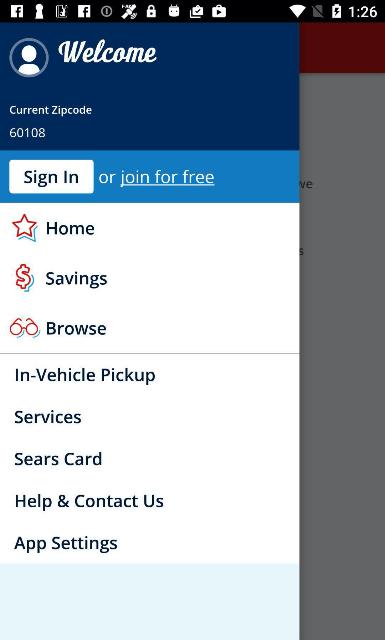 1:26
Welcome
Current Zipcode
60108
Sign In or join for free
we
s
Home
Savings
Browse
In-Vehicle Pickup
Services
Sears Card
Help & Contact Us
App Settings